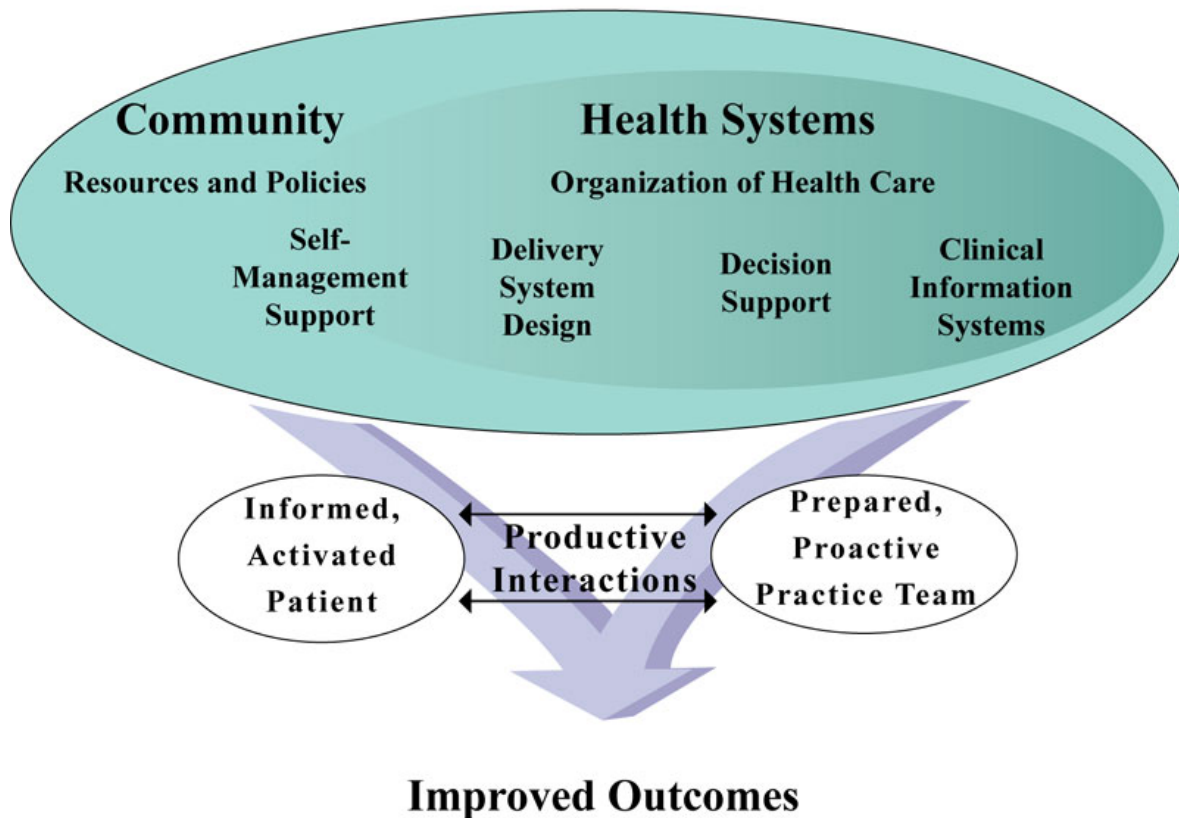 Community
Health Systems
Resources and Policies
Organization of Health Care
Self-
Management
Support
Delivery
System
Design
Decision
Support
Clinical
Information
Systems
Informed,
Activated
Patient
Productive
Interactions
Prepared,
Proactive
Practice Team
Improved Outcomes